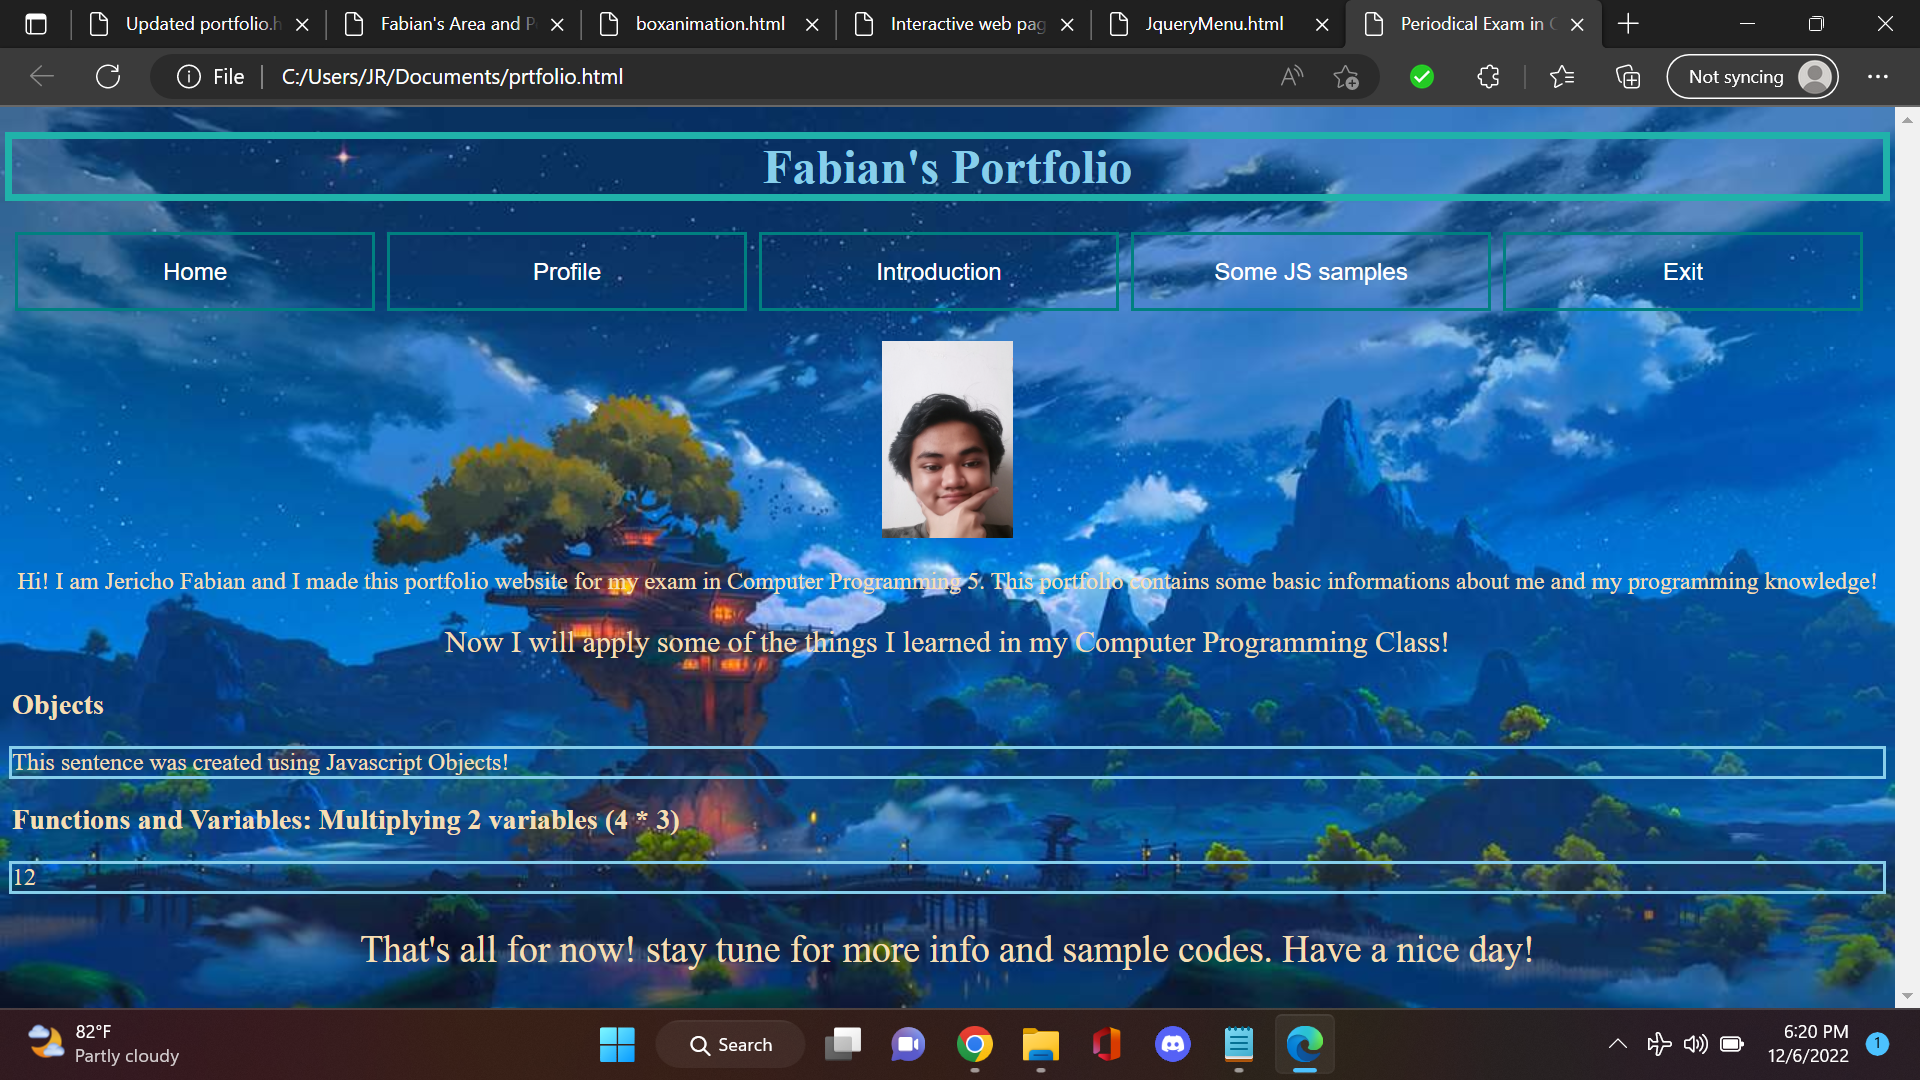 Updated portfolio.h
Fabian's Area and P
boxanimation.html
Interactive web pag
JqueryMenu.html
Periodical Exam in C
File
C:/Users/JR/Documents/prtfolio.html
Not syncing
Fabian's Portfolio
Home
Profile
Introduction
Some JS samples
Exit
Hi! I am Jericho Fabian and I made this portfolio website for my exam in Computer Programming 5. This portfolio contains some basic informations about me and my programming knowledge!
Now I will apply some of the things I learned in my Computer Programming Class!
Objects
This sentence was created using Javascript Objects!
Functions and Variables: Multiplying 2 variables (4 * 3)
12
That's all for now! stay tune for more info and sample codes. Have a nice day!
82°F
Partly cloudy
Search
6:20 PM
12/6/2022
1